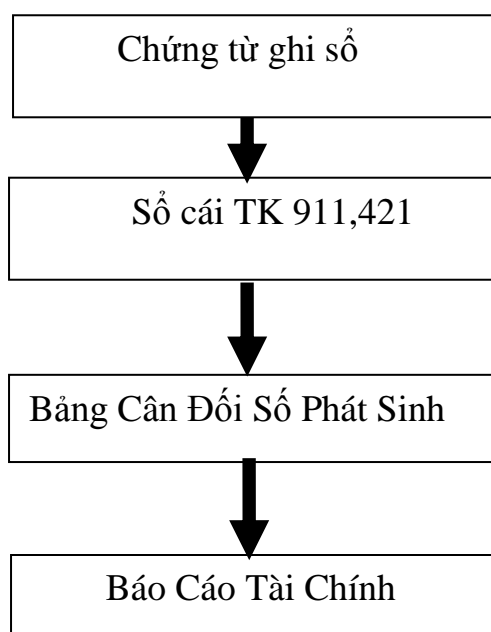 Chứng từ ghi sổ
Sổ cái TK 911,421
Bảng Cân Đối Số Phát Sinh
Báo Cáo Tài Chính